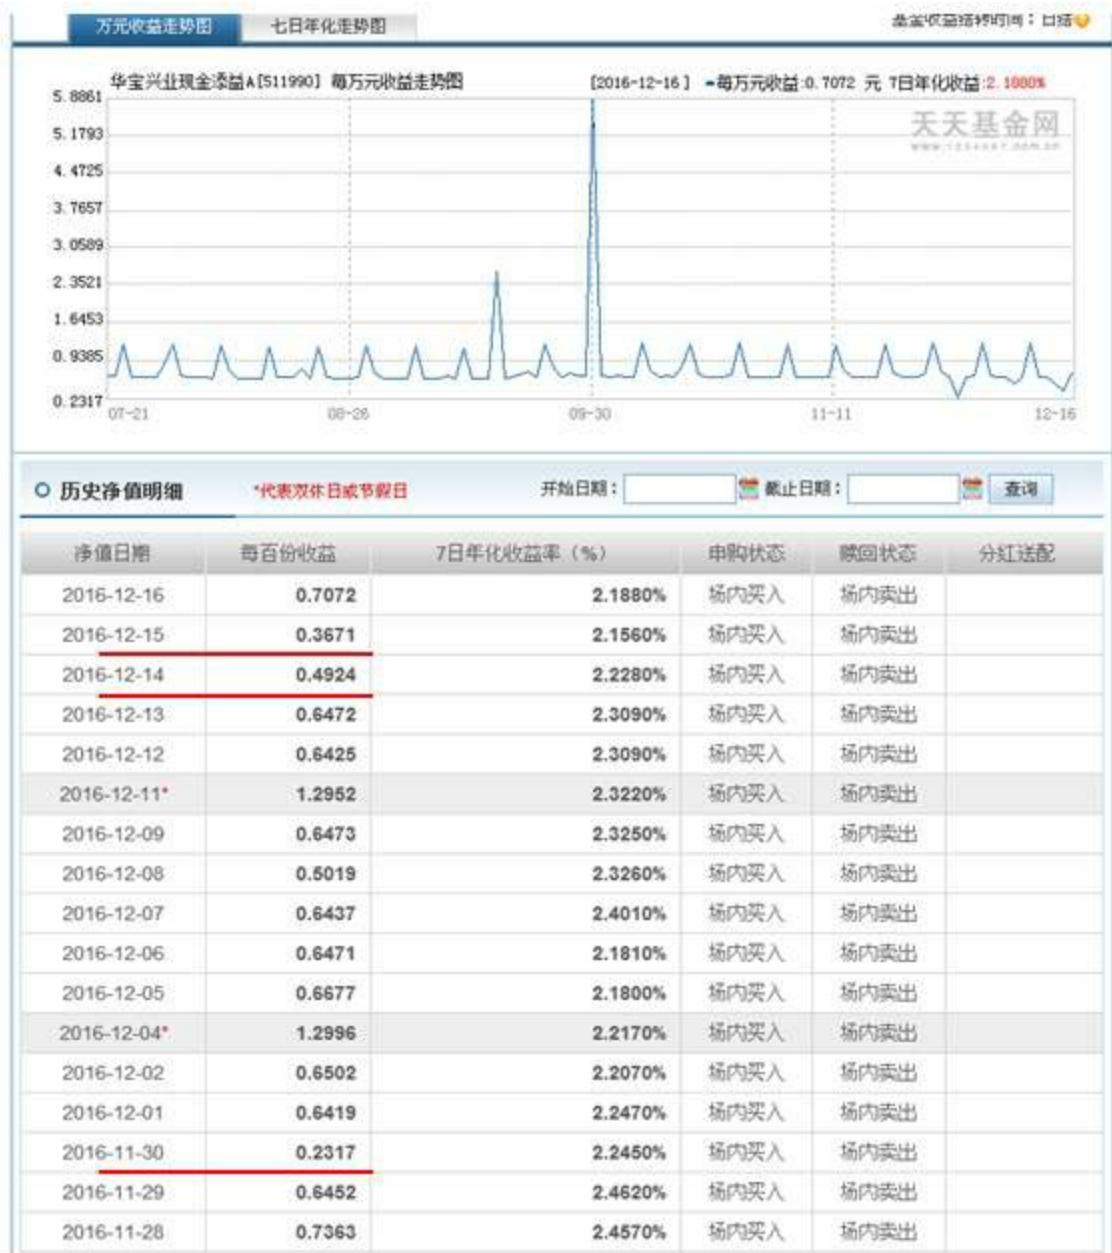 万元收益走势图 七日年化走势图 基金收益结转时间：日结
华宝兴业现金添益A[511990] 每万元收益走势图 [2016-12-16] 每万元收益:0.7072 元 7日年化收益:2.1880%
5.8861
天天基金网
5.1793
4.4725
3.7657
3.0589
2.3521
1.6453
0.9385
0.2317
07-21 08-26 09-30 11-11 12-16
历史净值明细 *代表双休日或节假日 开始日期： 截止日期： 查询
净值日期 每百份收益 7日年化收益率（%） 申购状态 赎回状态 分红送配
2016-12-16 0.7072 2.1880% 场内买入 场内卖出
2016-12-15 0.3671 2.1560% 场内买入 场内卖出
2016-12-14 0.4924 2.2280% 场内买入 场内卖出
2016-12-13 0.6472 2.3090% 场内买入 场内卖出
2016-12-12 0.6425 2.3090% 场内买入 场内卖出
2016-12-11* 1.2952 2.3220% 场内买入 场内卖出
2016-12-09 0.6473 2.3250% 场内买入 场内卖出
2016-12-08 0.5019 2.3260% 场内买入 场内卖出
2016-12-07 0.6437 2.4010% 场内买入 场内卖出
2016-12-06 0.6471 2.1810% 场内买入 场内卖出
2016-12-05 0.6677 2.1800% 场内买入 场内卖出
2016-12-04* 1.2996 2.2170% 场内买入 场内卖出
2016-12-02 0.6502 2.2070% 场内买入 场内卖出
2016-12-01 0.6419 2.2470% 场内买入 场内卖出
2016-11-30 0.2317 2.2450% 场内买入 场内卖出
2016-11-29 0.6452 2.4620% 场内买入 场内卖出
2016-11-28 0.7363 2.4570% 场内买入 场内卖出